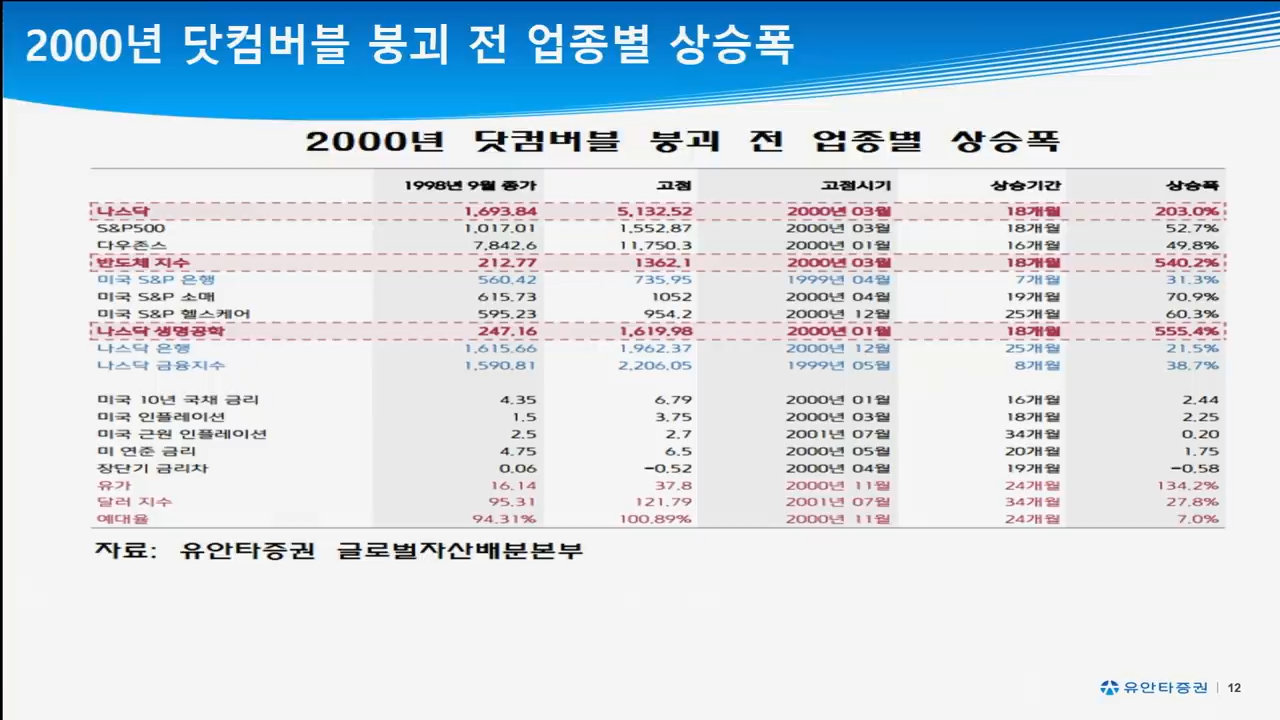 2000년 닷컴버블 붕괴 전 업종별 상승폭
2000년 닷컴버블 붕괴 전 업종별 상승폭
1998년 9월 종가 고점 고점시기 상승기간 상승폭
나스닥 1,693.84 5,132.52 2000년 03월 18개월 203.0%
S&P500 1,017.01 1,552.87 2000년 03월 18개월 52.7%
다우존스 7,842.6 11,750.3 2000년 01월 16개월 49.8%
반도체 지수 212.77 1362.1 2000년 03월 18개월 540.2%
미국 S&P 은행 560.42 735.95 1999년 04월 7개월 31.3%
미국 S&P 소매 615.73 1052 2000년 04월 19개월 70.9%
미국 S&P 헬스케어 595.23 954.2 2000년 12월 25개월 60.3%
나스닥 생명공학 247.16 1,619.98 2000년 01월 18개월 555.4%
나스닥 은행 1,615.66 1,962.37 2000년 12월 25개월 21.5%
나스닥 금융지수 1,590.81 2,206.05 1999년 05월 8개월 38.7%
미국 10년 국채 금리 4.35 6.79 2000년 01월 16개월 2.44
미국 인플레이션 1.5 3.75 2000년 03월 18개월 2.25
미국 근원 인플레이션 2.5 2.7 2001년 07월 34개월 0.20
미 연준 금리 4.75 6.5 2000년 05월 20개월 1.75
장단기 금리차 0.06 -0.52 2000년 04월 19개월 -0.58
유가 16.14 37.8 2000년 11월 24개월 134.2%
달러 지수 95.31 121.79 2001년 07월 34개월 27.8%
예대율 94.31% 100.89% 2000년 11월 24개월 7.0%
자료: 유안타증권 글로벌자산배분본부
유안타증권 | 12